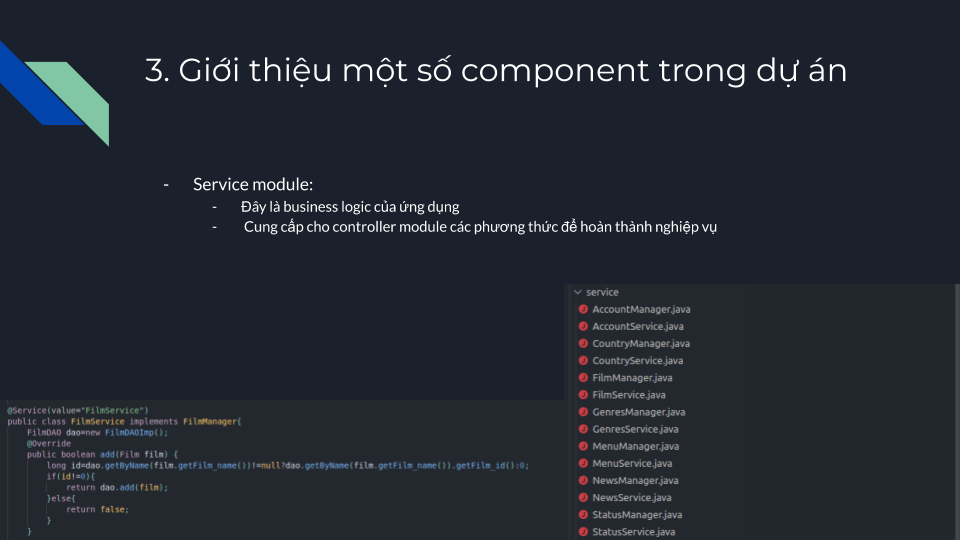 3. Giới thiệu một số component trong dự án
- Service module:
- Đây là business logic của ứng dụng
- Cung cấp cho controller module các phương thức để hoàn thành nghiệp vụ
service
AccountManager.java
AccountService.java
CountryManager.java
CountryService.java
FilmManager.java
FilmService.java
GenresManager.java
GenresService.java
MenuManager.java
MenuService.java
NewsManager.java
NewsService.java
StatusManager.java
StatusService.java
@Service(value="FilmService")
public class FilmService implements FilmManager{
FilmDAO dao=new FilmDAOImp();
@Override
public boolean add(Film film) {
long id=dao.getByName(film.getFilm_name())!=null?dao.getByName(film.getFilm_name()).getFilm_id():0;
if(id!=0){
return dao.add(film);
}else{
return false;
}
}